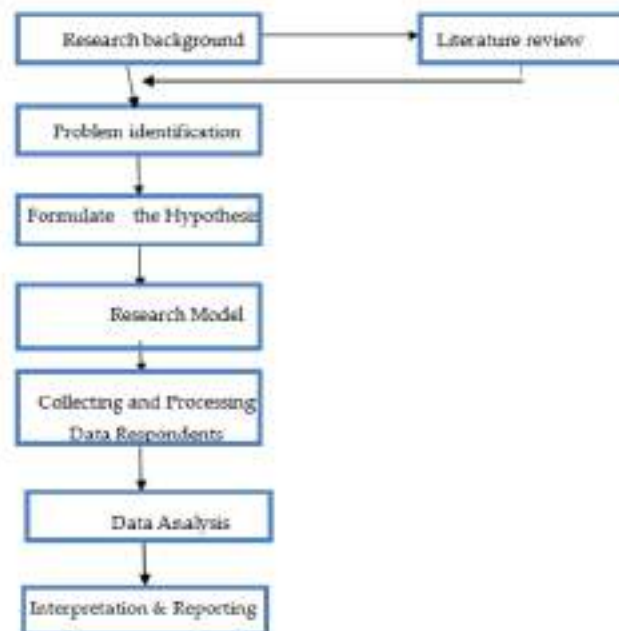 Research background
Literature review
Problem identification
Formulate the Hypothesis
Research Model
Collecting and Processing
Data Respondents
Data Analysis
Interpretation & Reporting